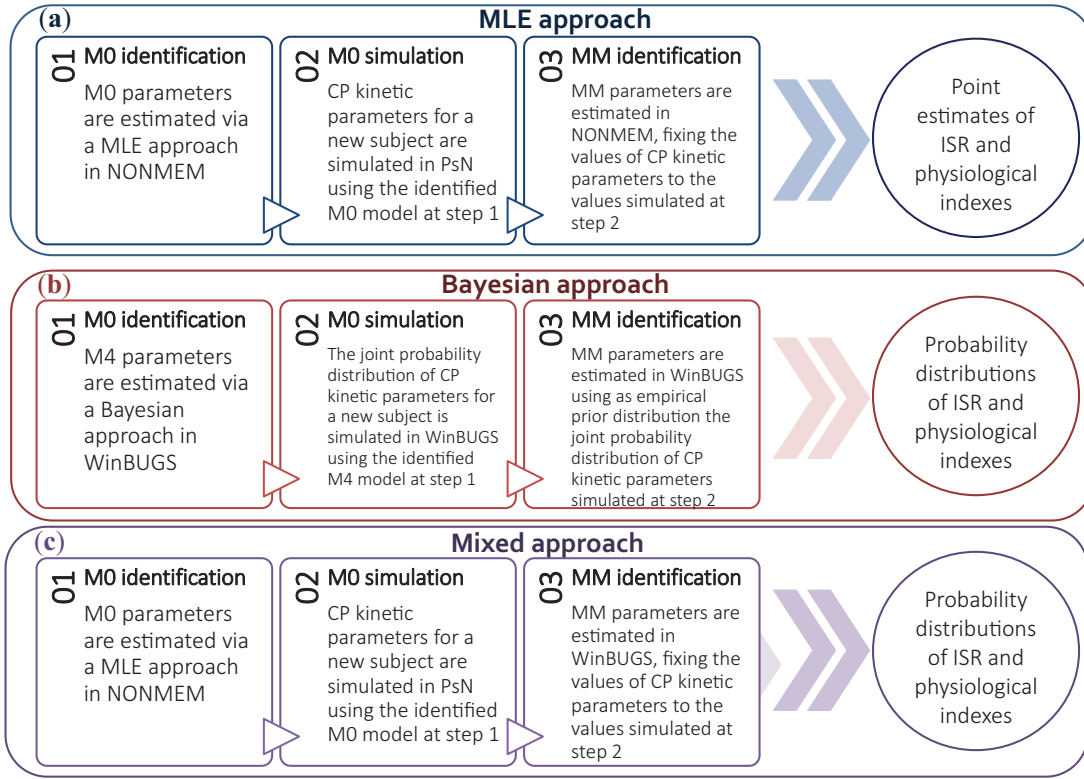 (a)
MLE approach
01
M0 identification
M0 parameters
are estimated via
a MLE approach
in NONMEM
02
M0 simulation
CP kinetic
parameters for a
new subject are
simulated in PsN
using the identified
M0 model at step 1
03
MM identification
MM parameters are
estimated in
NONMEM, fixing the
values of CP kinetic
parameters to the
values simulated at
step 2
Point
estimates of
ISR and
physiological
indexes
(b)
Bayesian approach
01
M0 identification
M4 parameters
are estimated via
a Bayesian
approach in
WinBUGS
02
M0 simulation
The joint probability
distribution of CP
kinetic parameters for
a new subject is
simulated in WinBUGS
using the identified
M4 model at step 1
03
MM identification
MM parameters are
estimated in WinBUGS
using as empirical
prior distribution the
joint probability
distribution of CP
kinetic parameters
simulated at step 2
Probability
distributions
of ISR and
physiological
indexes
(c)
Mixed approach
01
M0 identification
M0 parameters
are estimated via
a MLE approach
in NONMEM
02
M0 simulation
CP kinetic
parameters for a
new subject are
simulated in PsN
using the identified
M0 model at step 1
03
MM identification
MM parameters are
estimated in
WinBUGS, fixing the
values of CP kinetic
parameters to the
values simulated at
step 2
Probability
distributions
of ISR and
physiological
indexes